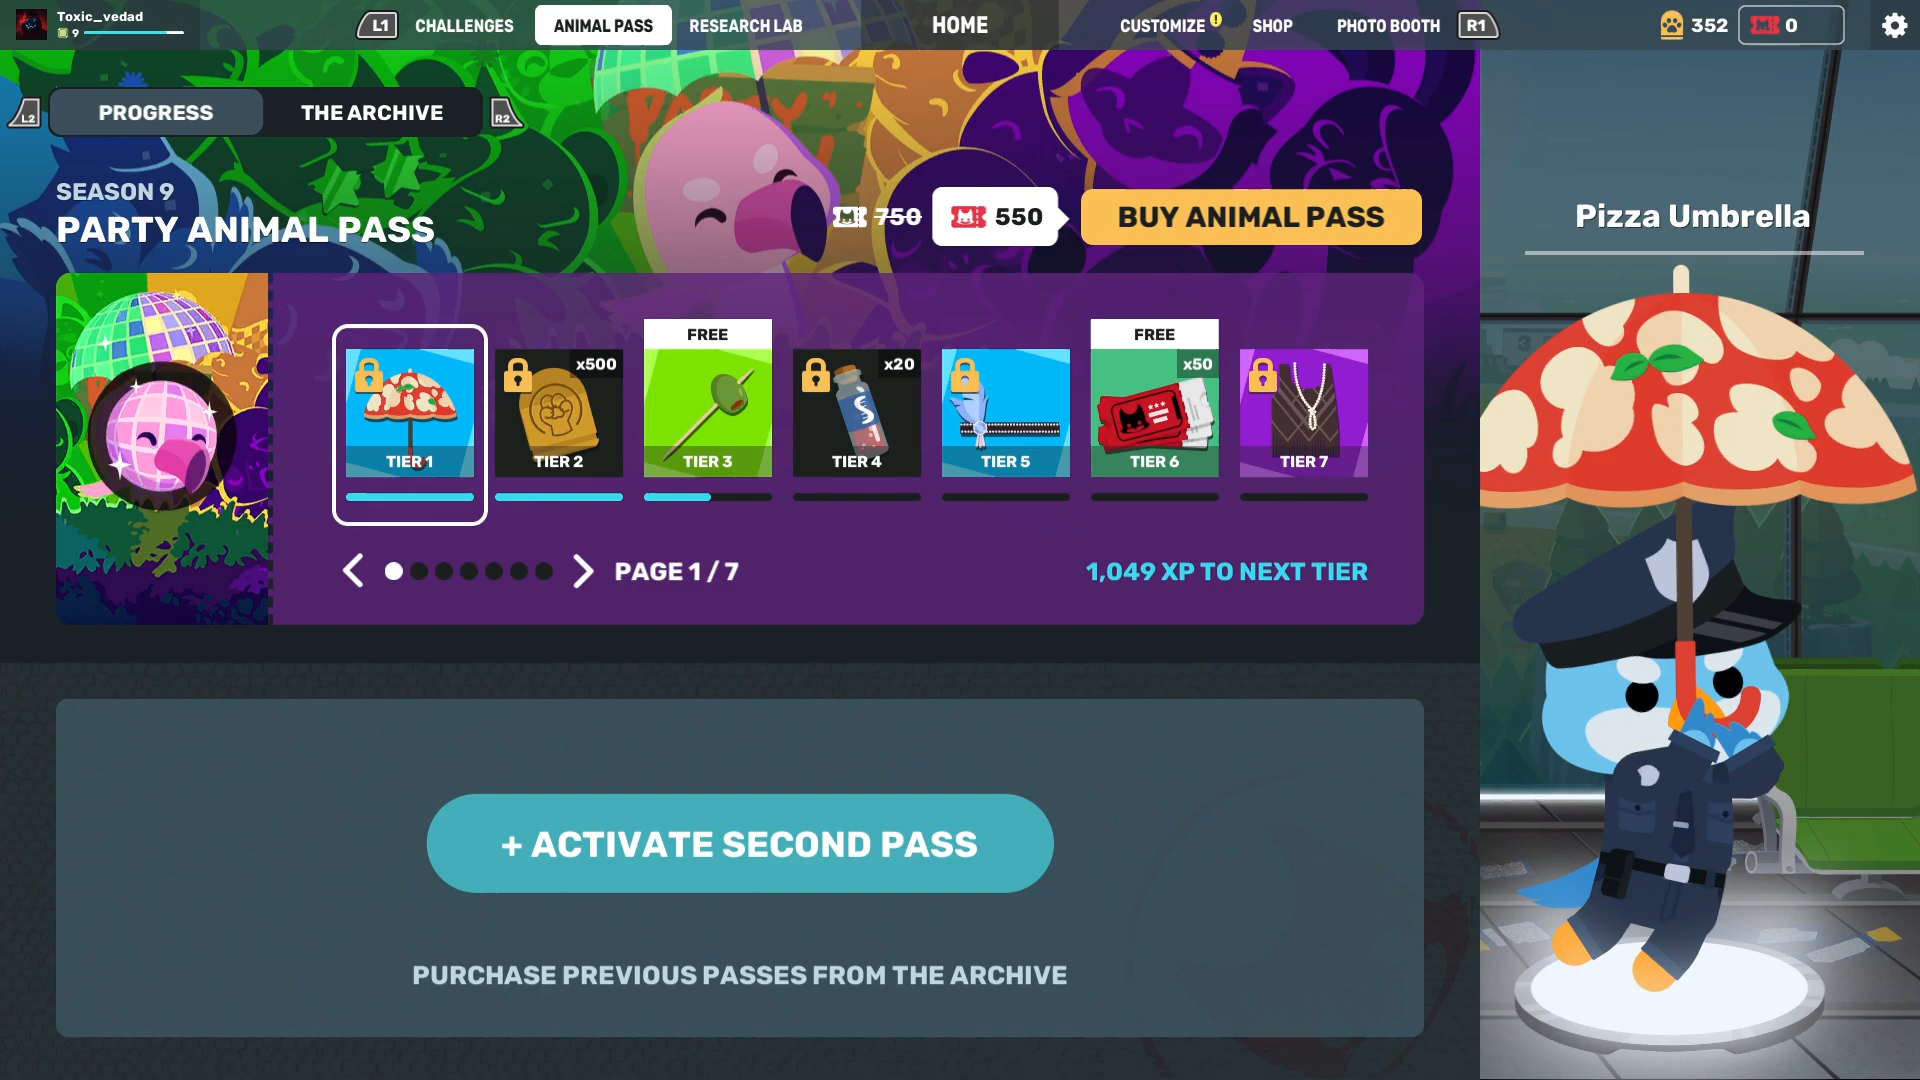 Toxic_vedad
9
L1 CHALLENGES ANIMAL PASS RESEARCH LAB HOME CUSTOMIZE ! SHOP PHOTO BOOTH R1 352 0
L2 PROGRESS THE ARCHIVE R2
SEASON 9
PARTY ANIMAL PASS
750 550 BUY ANIMAL PASS
Pizza Umbrella
FREE FREE
x500 x20 x50
TIER 1 TIER 2 TIER 3 TIER 4 TIER 5 TIER 6 TIER 7
PAGE 1 / 7
1,049 XP TO NEXT TIER
+ ACTIVATE SECOND PASS
PURCHASE PREVIOUS PASSES FROM THE ARCHIVE